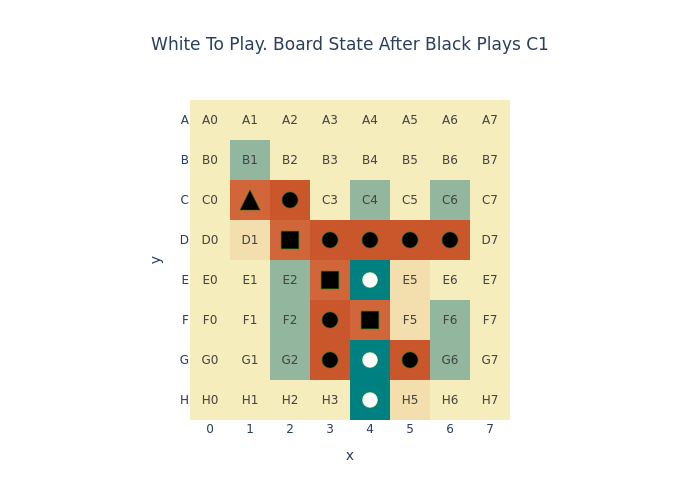 White To Play. Board State After Black Plays C1
A A0 A1 A2 A3 A4 A5 A6 A7
B B0 B1 B2 B3 B4 B5 B6 B7
C C0 C3 C4 C5 C6 C7
D D0 D1 D7
E E0 E1 E2 E5 E6 E7
F F0 F1 F2 F5 F6 F7
G G0 G1 G2 G6 G7
H H0 H1 H2 H3 H5 H6 H7
0 1 2 3 4 5 6 7
x
y